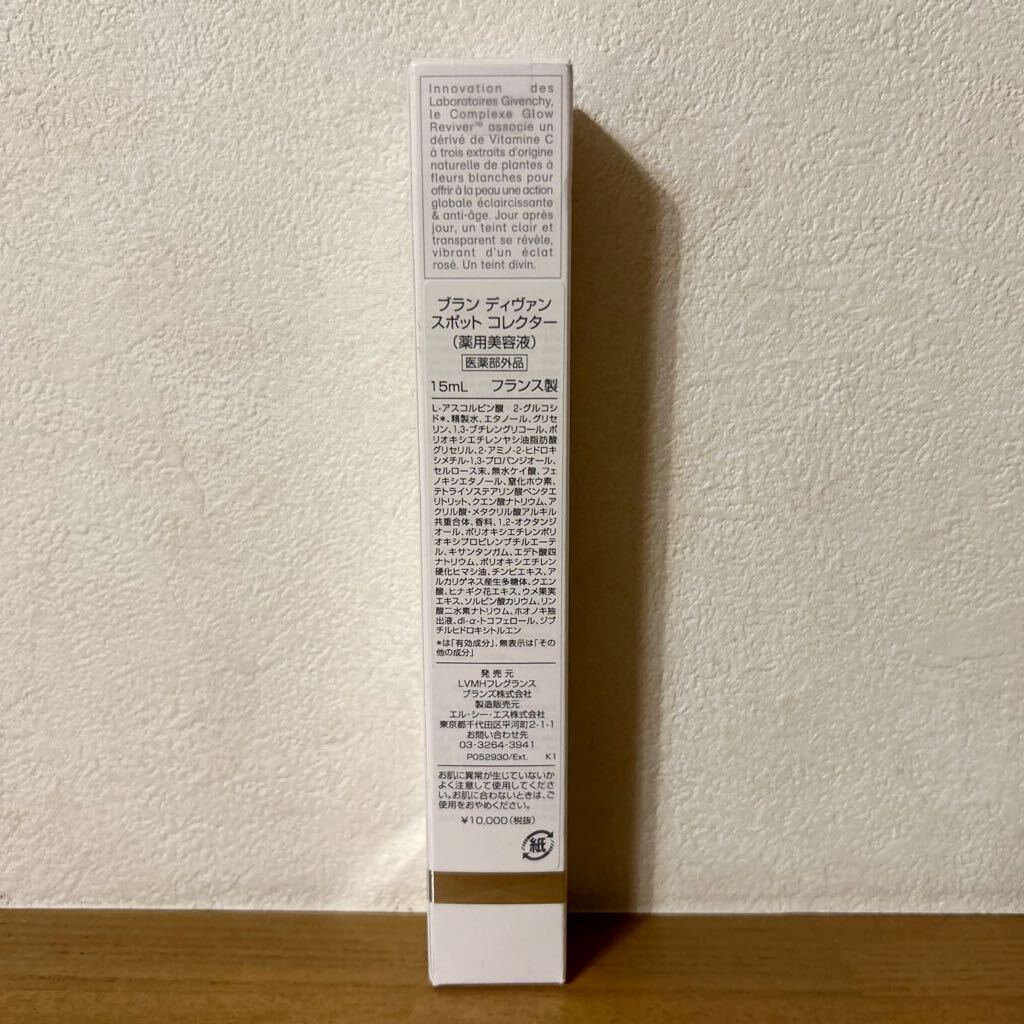 Innovation des
Laboratoires Givenchy,
le Complexe Glow
Reviver™ associe un
dérivé de Vitamine C
à trois extraits d'origine
naturelle de plantes à
fleurs blanches pour
offrir à la peau une action
globale éclaircissante
& anti-âge. Jour après
jour, un teint clair et
transparent se révèle,
vibrant d'un éclat
rosé. Un teint divin.
ブラン ディヴァン
スポット コレクター
(薬用美容液)
医薬部外品
15mL フランス製
L-アスコルビン酸 2-グルコシ
ド*、精製水、エタノール、グリセ
リン、1,3-ブチレングリコール、ポ
リオキシエチレンヤシ油脂肪酸
グリセリル、2-アミノ-2-ヒドロキ
シメチル-1,3-プロパンジオール、
セルロース末、無水ケイ酸、フェ
ノキシエタノール、窒化ホウ素、
テトライソステアリン酸ペンタエ
リトリット、クエン酸ナトリウム、ア
クリル酸・メタクリル酸アルキル
共重合体、香料、1,2-オクタンジ
オール、ポリオキシエチレンポリ
オキシプロピレンブチルエーテ
ル、キサンタンガム、エデト酸四
ナトリウム、ポリオキシエチレン
硬化ヒマシ油、チンピエキス、ア
ルカリゲネス産生多糖体、クエン
酸、ヒナギク花エキス、ウメ果実
エキス、ソルビン酸カリウム、リン
酸二水素ナトリウム、ホオノキ抽
出液、dl-α-トコフェロール、ジブ
チルヒドロキシトルエン
*は「有効成分」、無表示は「その
他の成分」
発売元
LVMHフレグランス
ブランズ株式会社
製造販売元
エル・シー・エス株式会社
東京都千代田区平河町2-1-1
お問い合わせ先
03-3264-3941
P052930/Ext. K1
お肌に異常が生じていないか
よく注意して使用してくださ
い。お肌に合わないときは、ご
使用をおやめください。
¥10,000(税抜)
紙